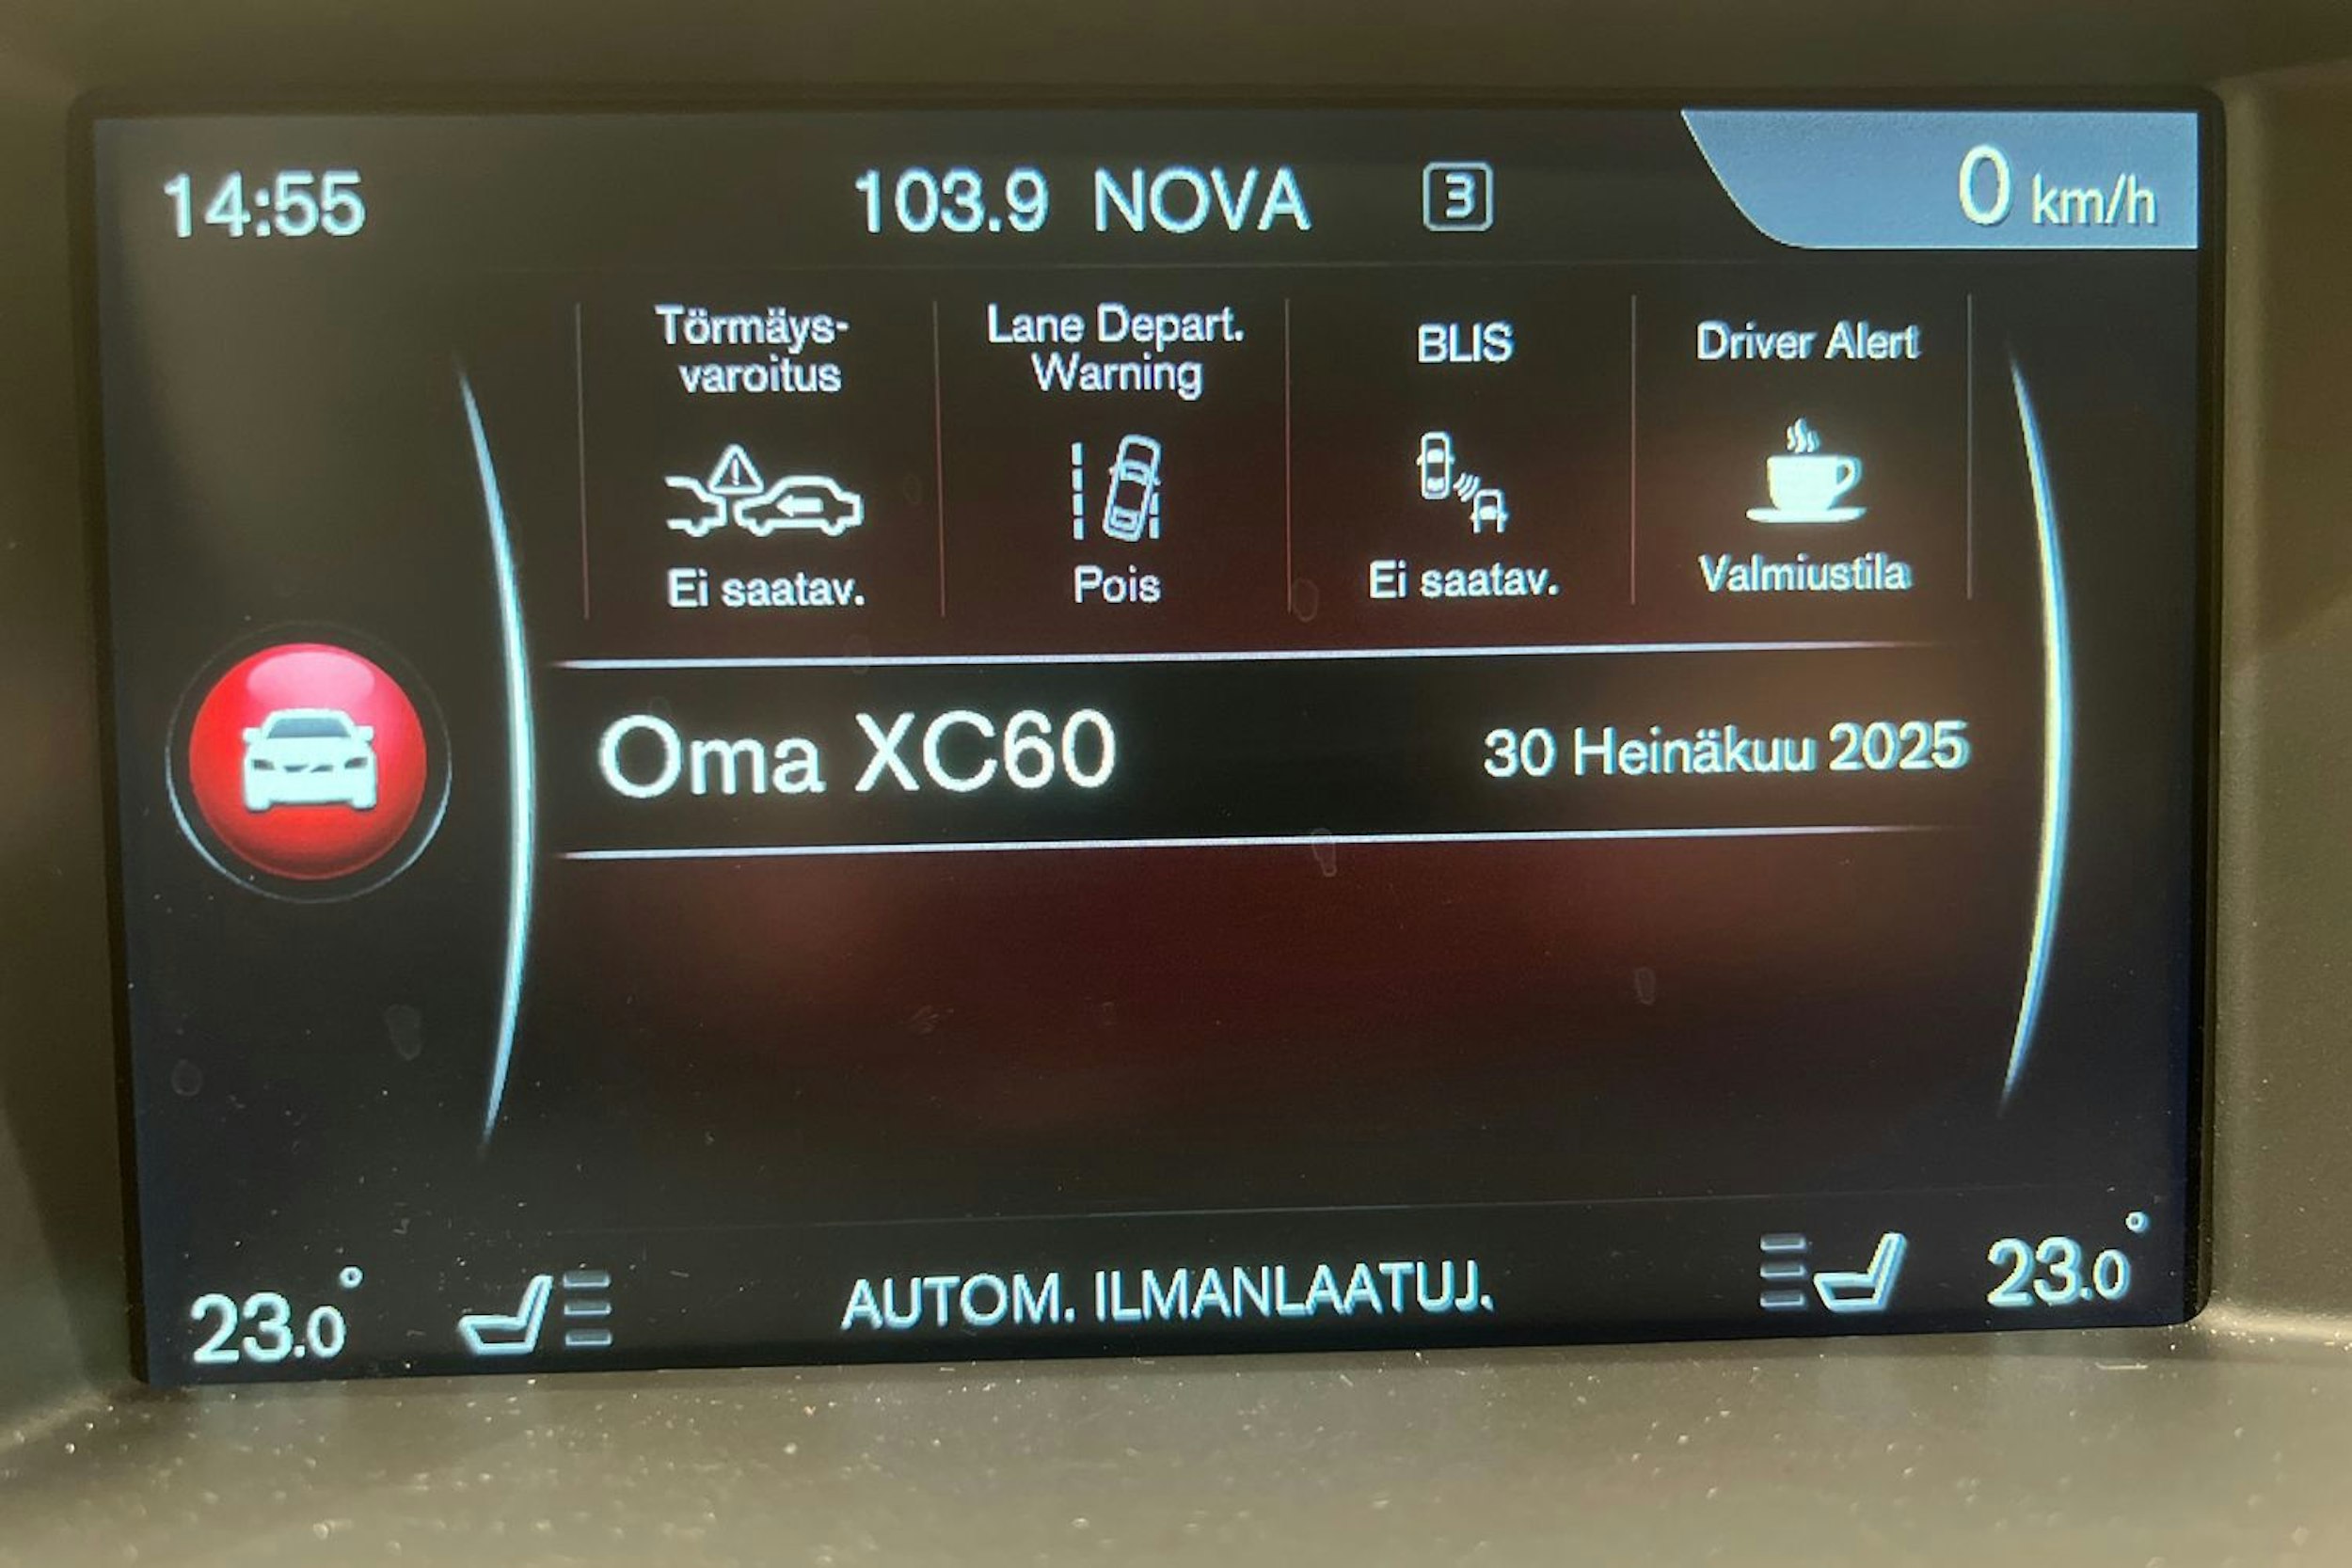 14:55
103.9 NOVA
3
0 km/h
Törmäys-
varoitus
Lane Depart.
Warning
BLIS
Driver Alert
Ei saatav.
Pois
Ei saatav.
Valmiustila
Oma XC60
30 Heinäkuu 2025
23.0°
AUTOM. ILMANLAATUJ.
23.0°